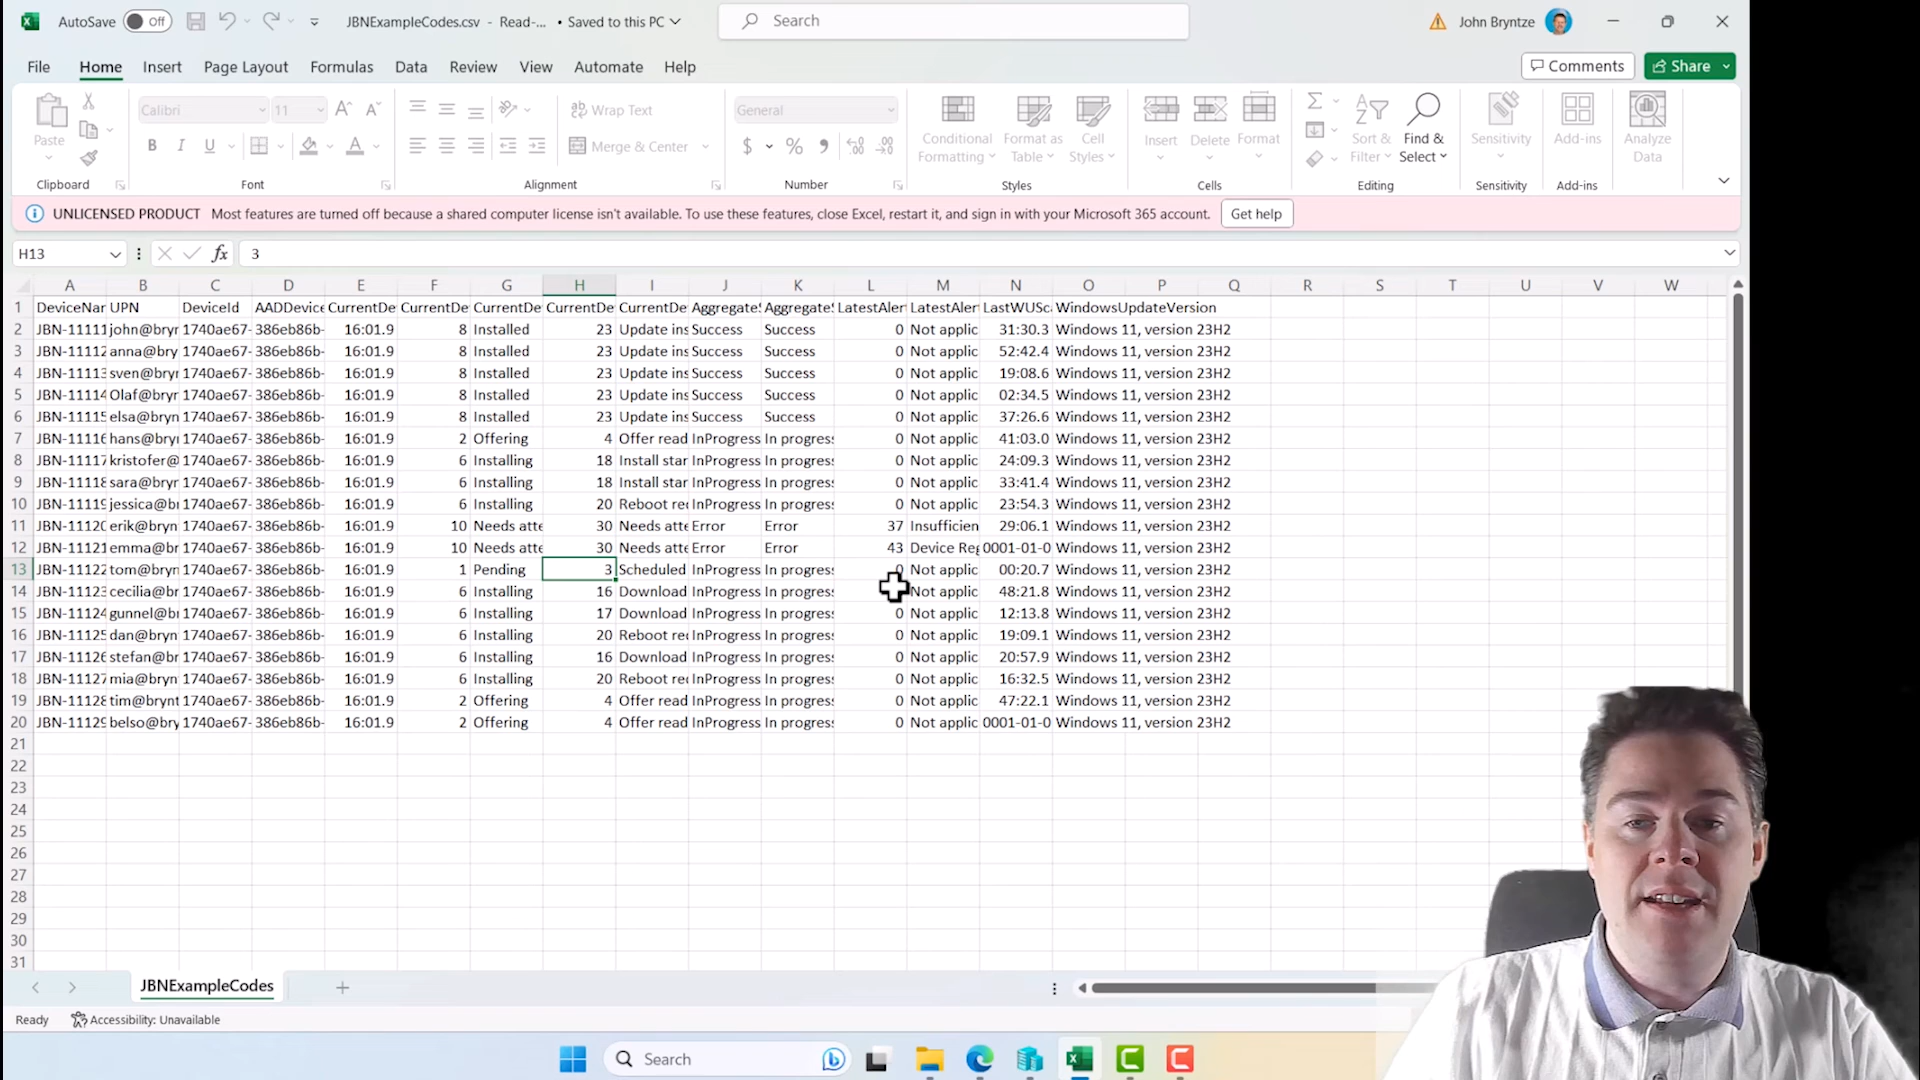 AutoSave Off JBNExampleCodes.csv - Read-... • Saved to this PC Search John Bryntze
File Home Insert Page Layout Formulas Data Review View Automate Help Comments Share
Calibri 11 A A Wrap Text General
Paste B I U A Merge & Center $ % Conditional Formatting Format as Table Cell Styles Insert Delete Format Sort & Filter Find & Select Sensitivity Add-ins Analyze Data
Clipboard Font Alignment Number Styles Cells Editing Sensitivity Add-ins
UNLICENSED PRODUCT Most features are turned off because a shared computer license isn't available. To use these features, close Excel, restart it, and sign in with your Microsoft 365 account. Get help
H13 fx 3
A B C D E F G H I J K L M N O P Q R S T U V W
1 DeviceNar UPN DeviceId AADDevice CurrentDe CurrentDe CurrentDe CurrentDe CurrentDe Aggregate Aggregate LatestAler LatestAler LastWUSc WindowsUpdateVersion
2 JBN-11111 john@bryr 1740ae67- 386eb86b- 16:01.9 8 Installed 23 Update ins Success Success 0 Not applic 31:30.3 Windows 11, version 23H2
3 JBN-11112 anna@bry 1740ae67- 386eb86b- 16:01.9 8 Installed 23 Update ins Success Success 0 Not applic 52:42.4 Windows 11, version 23H2
4 JBN-11113 sven@bryr 1740ae67- 386eb86b- 16:01.9 8 Installed 23 Update ins Success Success 0 Not applic 19:08.6 Windows 11, version 23H2
5 JBN-11114 Olaf@bryr 1740ae67- 386eb86b- 16:01.9 8 Installed 23 Update ins Success Success 0 Not applic 02:34.5 Windows 11, version 23H2
6 JBN-11115 elsa@bryr 1740ae67- 386eb86b- 16:01.9 8 Installed 23 Update ins Success Success 0 Not applic 37:26.6 Windows 11, version 23H2
7 JBN-11116 hans@bryr 1740ae67- 386eb86b- 16:01.9 2 Offering 4 Offer read InProgress In progress 0 Not applic 41:03.0 Windows 11, version 23H2
8 JBN-11117 kristofer@ 1740ae67- 386eb86b- 16:01.9 6 Installing 18 Install star InProgress In progress 0 Not applic 24:09.3 Windows 11, version 23H2
9 JBN-11118 sara@bryr 1740ae67- 386eb86b- 16:01.9 6 Installing 18 Install star InProgress In progress 0 Not applic 33:41.4 Windows 11, version 23H2
10 JBN-11119 jessica@br 1740ae67- 386eb86b- 16:01.9 6 Installing 20 Reboot rec InProgress In progress 0 Not applic 23:54.3 Windows 11, version 23H2
11 JBN-11120 erik@bryn 1740ae67- 386eb86b- 16:01.9 10 Needs atte 30 Needs atte Error Error 37 Insufficien 29:06.1 Windows 11, version 23H2
12 JBN-11121 emma@br 1740ae67- 386eb86b- 16:01.9 10 Needs atte 30 Needs atte Error Error 43 Device Reg 0001-01-0 Windows 11, version 23H2
13 JBN-11122 tom@bryn 1740ae67- 386eb86b- 16:01.9 1 Pending 3 Scheduled InProgress In progress 0 Not applic 00:20.7 Windows 11, version 23H2
14 JBN-11123 cecilia@br 1740ae67- 386eb86b- 16:01.9 6 Installing 16 Download InProgress In progress Not applic 48:21.8 Windows 11, version 23H2
15 JBN-11124 gunnel@br 1740ae67- 386eb86b- 16:01.9 6 Installing 17 Download InProgress In progress 0 Not applic 12:13.8 Windows 11, version 23H2
16 JBN-11125 dan@bryn 1740ae67- 386eb86b- 16:01.9 6 Installing 20 Reboot rec InProgress In progress 0 Not applic 19:09.1 Windows 11, version 23H2
17 JBN-11126 stefan@br 1740ae67- 386eb86b- 16:01.9 6 Installing 16 Download InProgress In progress 0 Not applic 20:57.9 Windows 11, version 23H2
18 JBN-11127 mia@bryn 1740ae67- 386eb86b- 16:01.9 6 Installing 20 Reboot rec InProgress In progress 0 Not applic 16:32.5 Windows 11, version 23H2
19 JBN-11128 tim@brynt 1740ae67- 386eb86b- 16:01.9 2 Offering 4 Offer read InProgress In progress 0 Not applic 47:22.1 Windows 11, version 23H2
20 JBN-11129 belso@bry 1740ae67- 386eb86b- 16:01.9 2 Offering 4 Offer read InProgress In progress 0 Not applic 0001-01-0 Windows 11, version 23H2
21
22
23
24
25
26
27
28
29
30
31
JBNExampleCodes
Ready Accessibility: Unavailable
Search